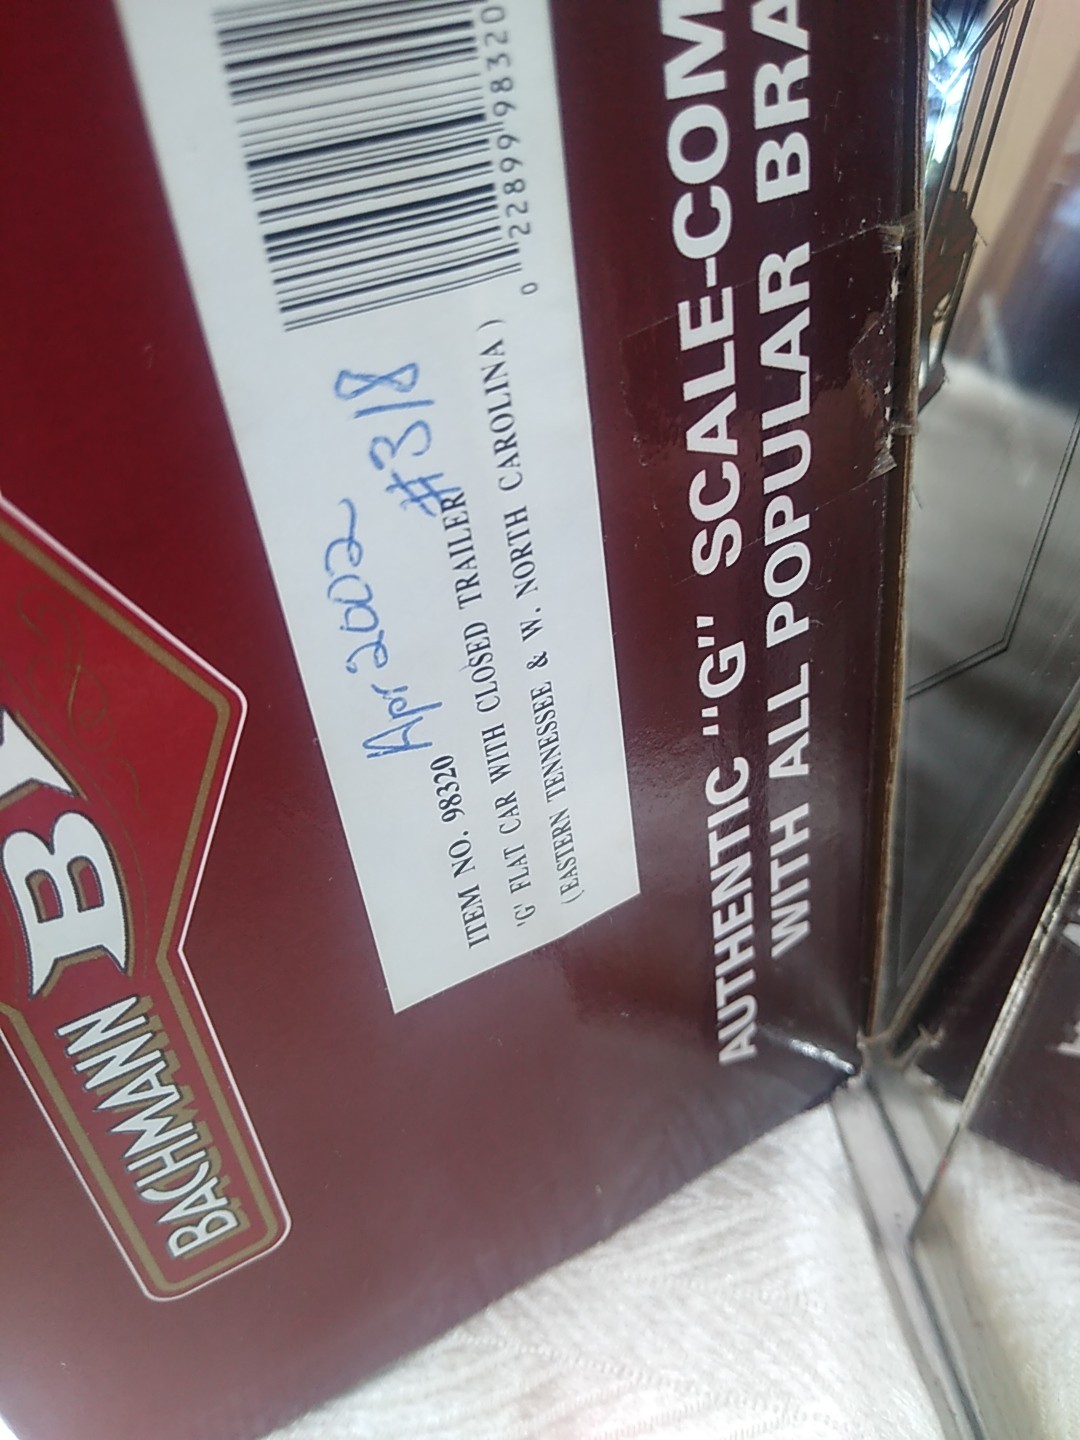 BACHMANN
0 22899 98320
Apr 2002
#318
ITEM NO. 98320
'G' FLAT CAR WITH CLOSED TRAILER
(EASTERN TENNESSEE & W. NORTH CAROLINA)
AUTHENTIC "G" SCALE-COM
WITH ALL POPULAR BRA